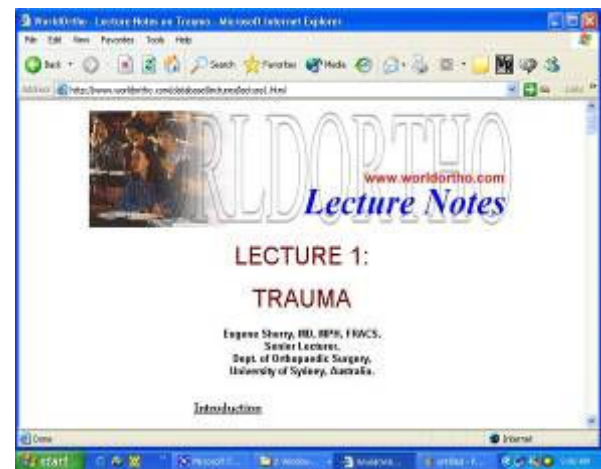 WorldOrtho - Lecture Notes on Trauma - Microsoft Internet Explorer
File Edit View Favorites Tools Help
Back Search Favorites Media
Address
WORLDORTHO
www.worldortho.com
Lecture Notes
LECTURE 1:
TRAUMA
Eugene Sherry, MD, MPH, FRACS,
Senior Lecturer,
Dept. of Orthopaedic Surgery,
University of Sydney, Australia.
Introduction
Done Internet
start